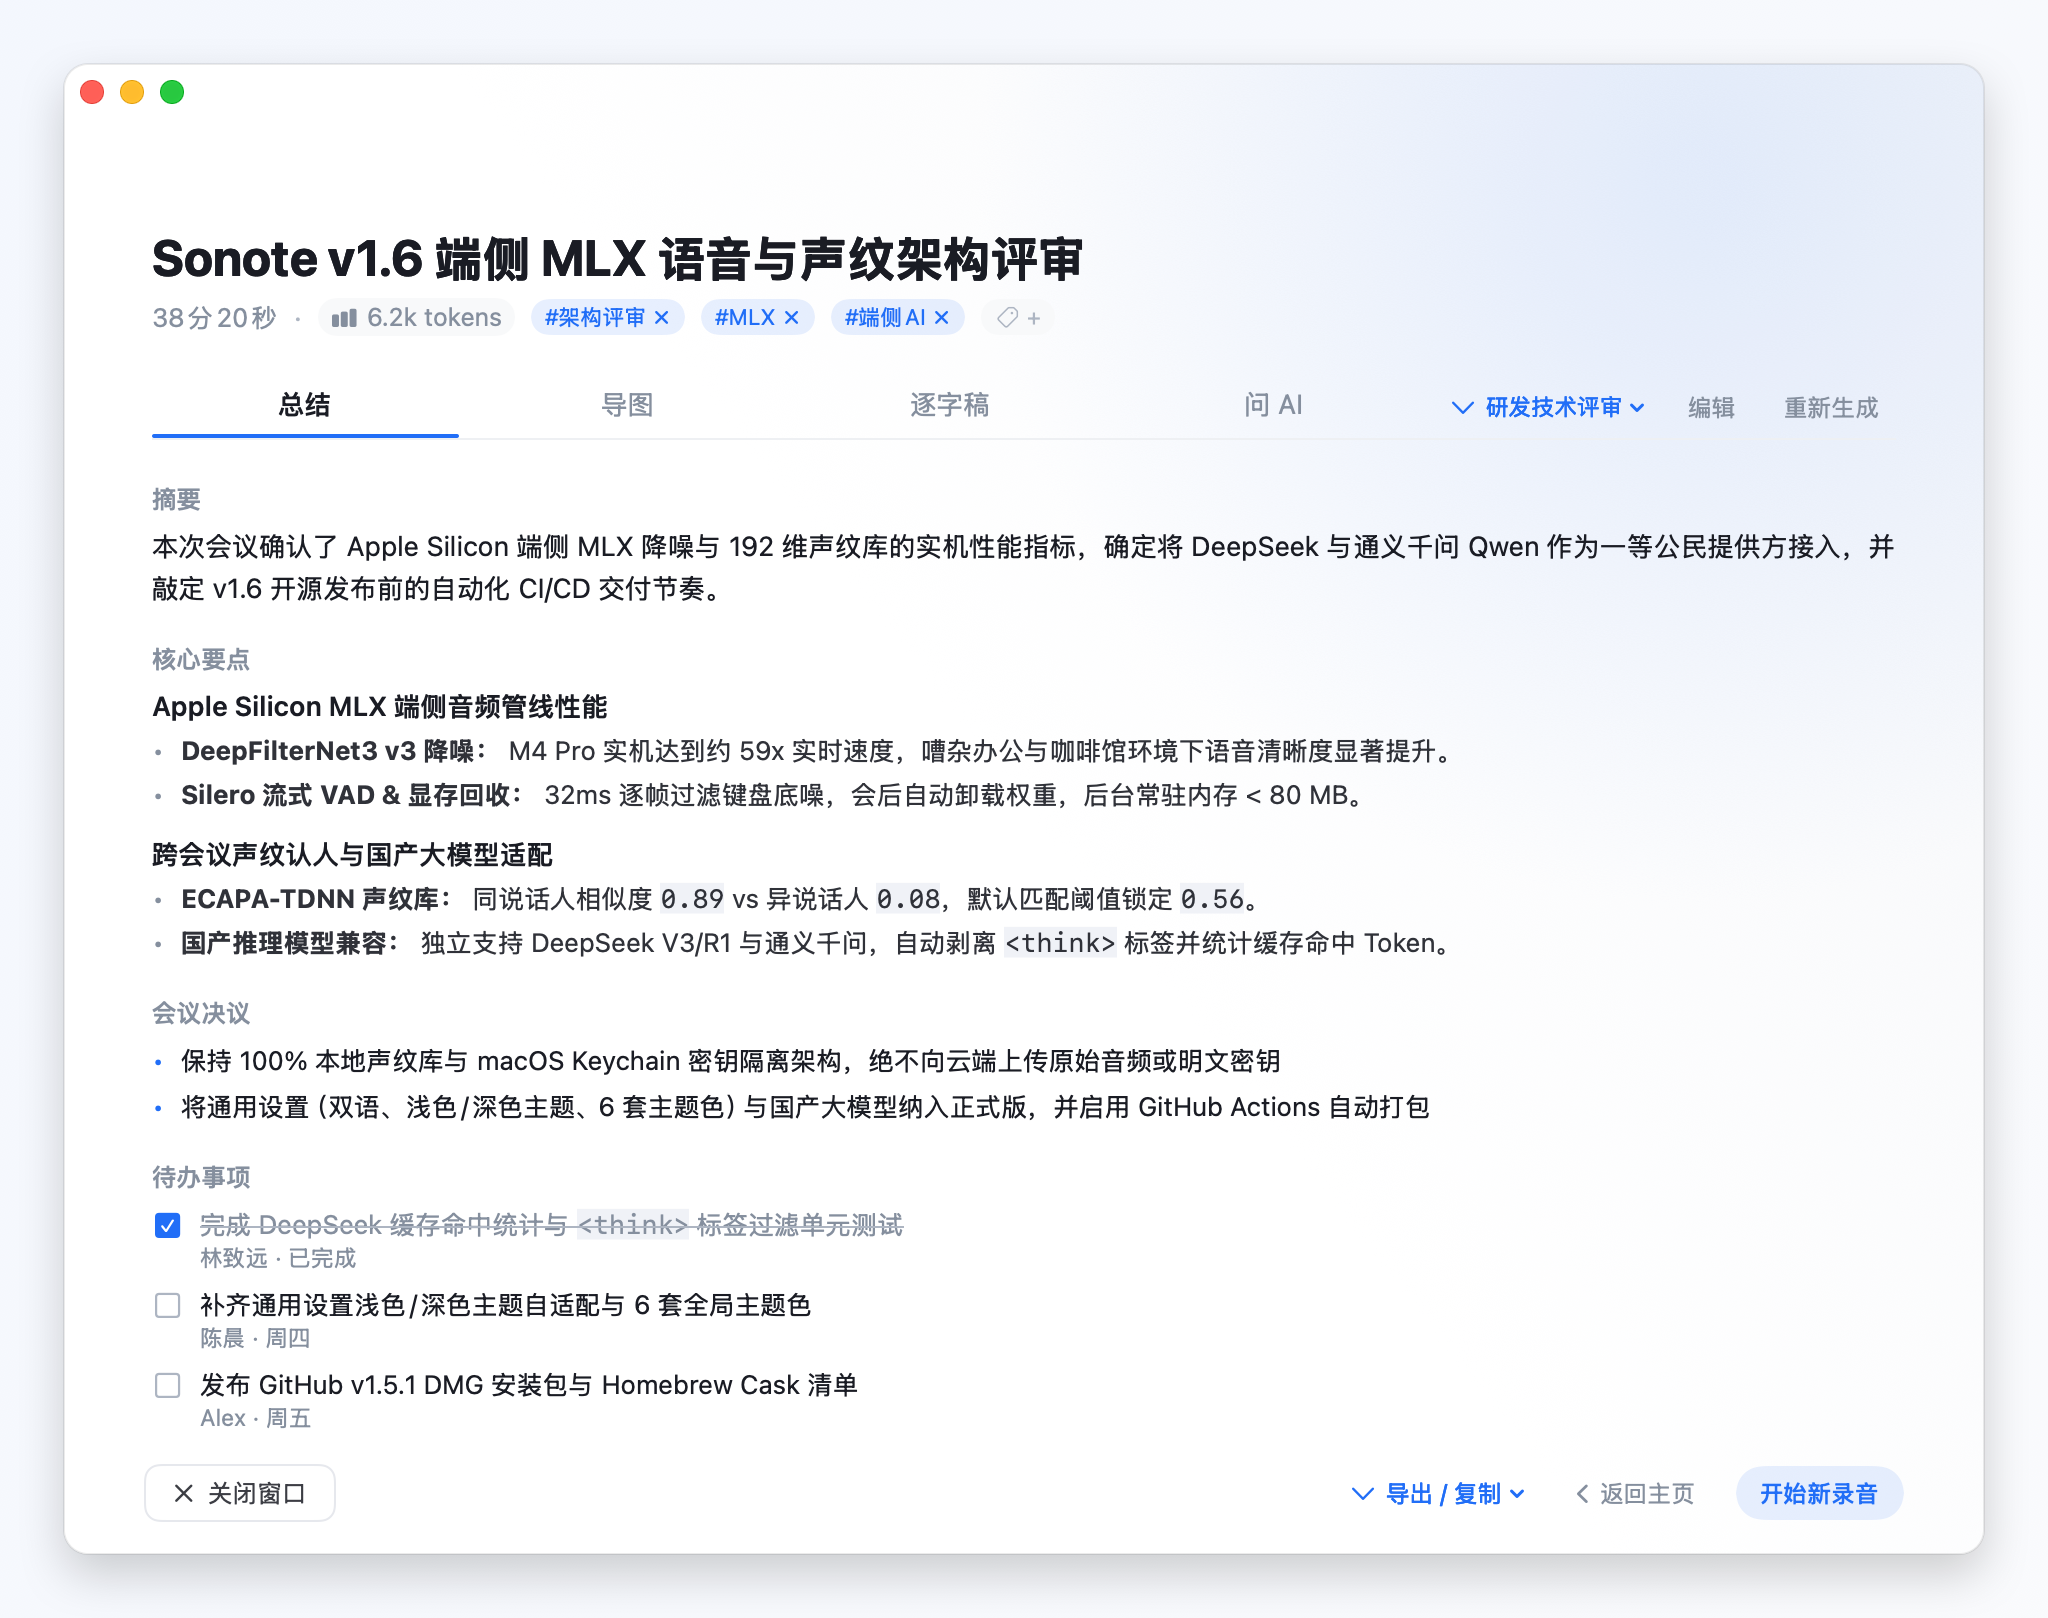 Sonote v1.6 端侧 MLX 语音与声纹架构评审
38分20秒 · 6.2k tokens #架构评审 × #MLX × #端侧 AI × +
总结 导图 逐字稿 问 AI 研发技术评审 编辑 重新生成
摘要
本次会议确认了 Apple Silicon 端侧 MLX 降噪与 192 维声纹库的实机性能指标，确定将 DeepSeek 与通义千问 Qwen 作为一等公民提供方接入，并
敲定 v1.6 开源发布前的自动化 CI/CD 交付节奏。
核心要点
Apple Silicon MLX 端侧音频管线性能
• DeepFilterNet3 v3 降噪： M4 Pro 实机达到约 59x 实时速度，嘈杂办公与咖啡馆环境下语音清晰度显著提升。
• Silero 流式 VAD & 显存回收： 32ms 逐帧过滤键盘底噪，会后自动卸载权重，后台常驻内存 < 80 MB。
跨会议声纹认人与国产大模型适配
• ECAPA-TDNN 声纹库： 同说话人相似度 0.89 vs 异说话人 0.08，默认匹配阈值锁定 0.56。
• 国产推理模型兼容： 独立支持 DeepSeek V3/R1 与通义千问，自动剥离 <think> 标签并统计缓存命中 Token。
会议决议
• 保持 100% 本地声纹库与 macOS Keychain 密钥隔离架构，绝不向云端上传原始音频或明文密钥
• 将通用设置（双语、浅色/深色主题、6 套主题色）与国产大模型纳入正式版，并启用 GitHub Actions 自动打包
待办事项
完成 DeepSeek 缓存命中统计与 <think> 标签过滤单元测试
林致远 · 已完成
补齐通用设置浅色/深色主题自适配与 6 套全局主题色
陈晨 · 周四
发布 GitHub v1.5.1 DMG 安装包与 Homebrew Cask 清单
Alex · 周五
× 关闭窗口 导出 / 复制 返回主页 开始新录音